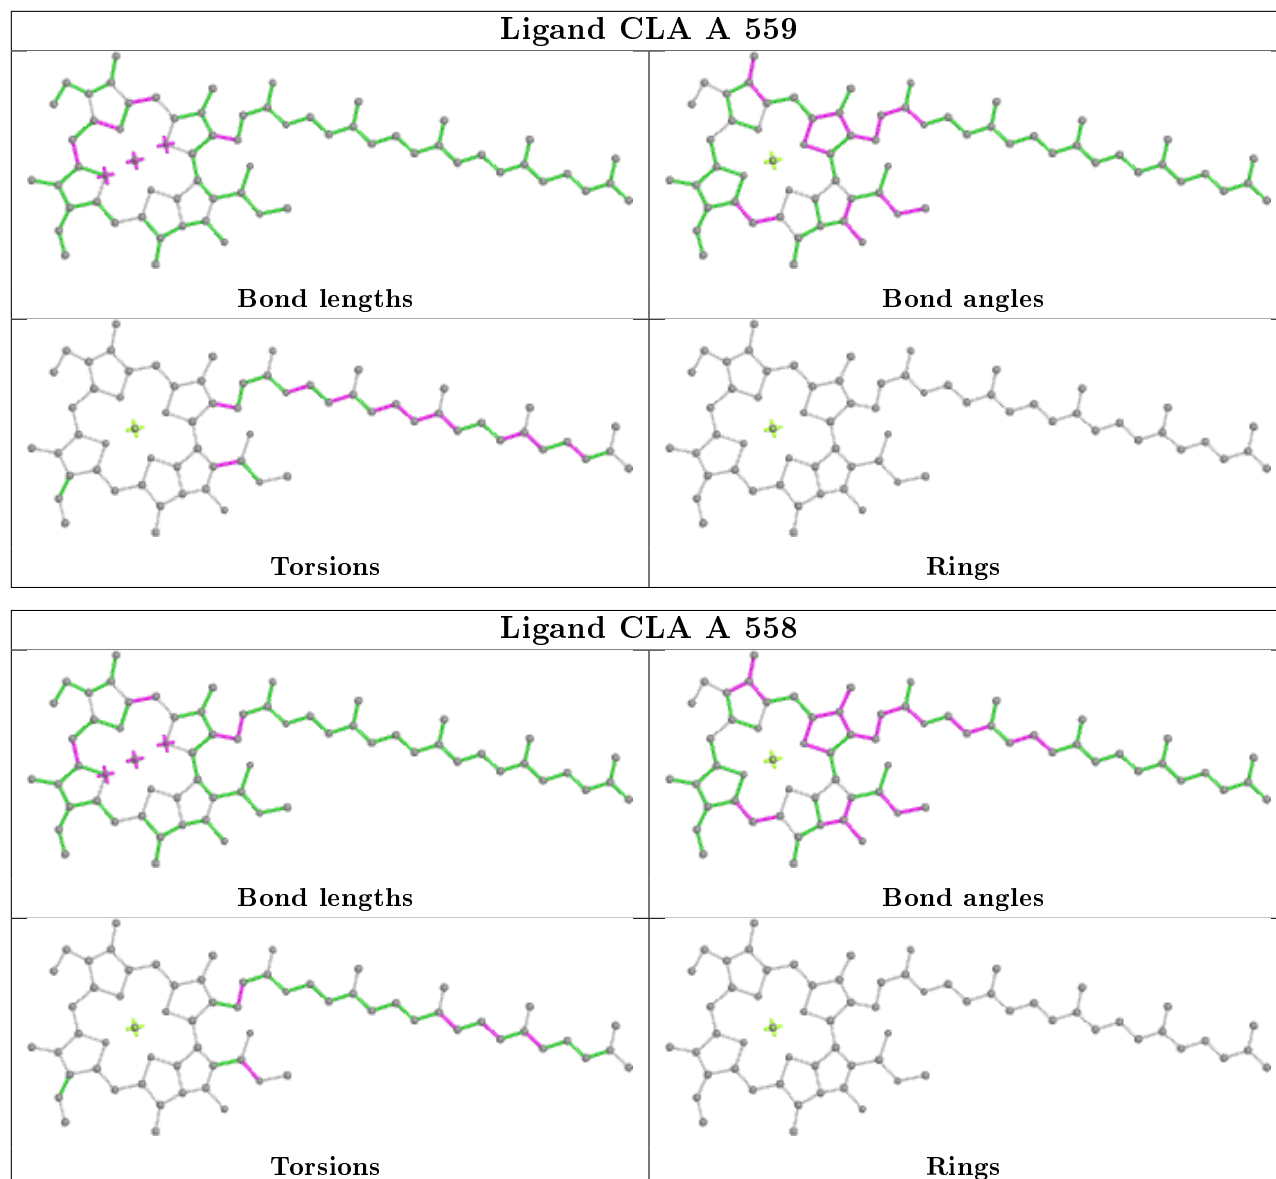 Ligand CLA A 559
Bond lengths
Bond angles
Torsions
Rings
Ligand CLA A 558
Bond lengths
Bond angles
Torsions
Rings